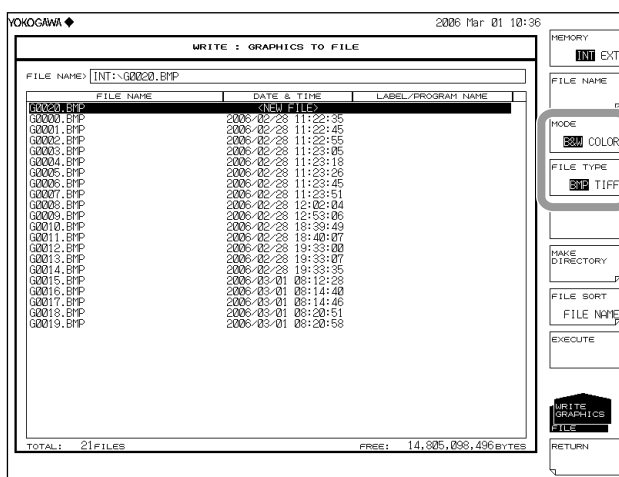 YOKOGAWA ◆ 2006 Mar 01 10:36
WRITE : GRAPHICS TO FILE
FILE NAME> INT:\G0020.BMP
FILE NAME DATE & TIME LABEL/PROGRAM NAME
G0020.BMP <NEW FILE>
G0000.BMP 2006/02/28 11:22:35
G0001.BMP 2006/02/28 11:22:45
G0002.BMP 2006/02/28 11:22:55
G0003.BMP 2006/02/28 11:23:05
G0004.BMP 2006/02/28 11:23:18
G0005.BMP 2006/02/28 11:23:26
G0006.BMP 2006/02/28 11:23:45
G0007.BMP 2006/02/28 11:23:51
G0008.BMP 2006/02/28 12:02:04
G0009.BMP 2006/02/28 12:53:06
G0010.BMP 2006/02/28 18:39:49
G0011.BMP 2006/02/28 18:40:07
G0012.BMP 2006/02/28 19:33:00
G0013.BMP 2006/02/28 19:33:07
G0014.BMP 2006/02/28 19:33:35
G0015.BMP 2006/03/01 08:12:28
G0016.BMP 2006/03/01 08:14:40
G0017.BMP 2006/03/01 08:14:46
G0018.BMP 2006/03/01 08:20:51
G0019.BMP 2006/03/01 08:20:58
TOTAL: 21FILES FREE: 14,805,098,496BYTES
MEMORY
INT EXT
FILE NAME
MODE
B&W COLOR
FILE TYPE
BMP TIFF
MAKE
DIRECTORY
FILE SORT
FILE NAME
EXECUTE
WRITE
GRAPHICS
FILE
RETURN